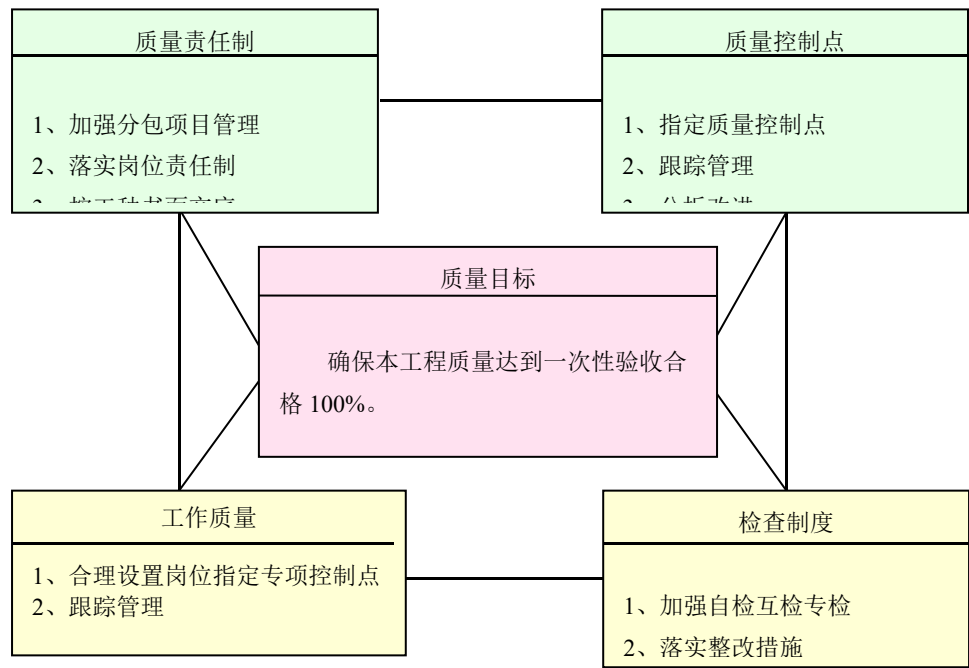 质量责任制
1、加强分包项目管理
2、落实岗位责任制
质量控制点
1、指定质量控制点
2、跟踪管理
质量目标
确保本工程质量达到一次性验收合
格 100%。
工作质量
1、合理设置岗位指定专项控制点
2、跟踪管理
检查制度
1、加强自检互检专检
2、落实整改措施